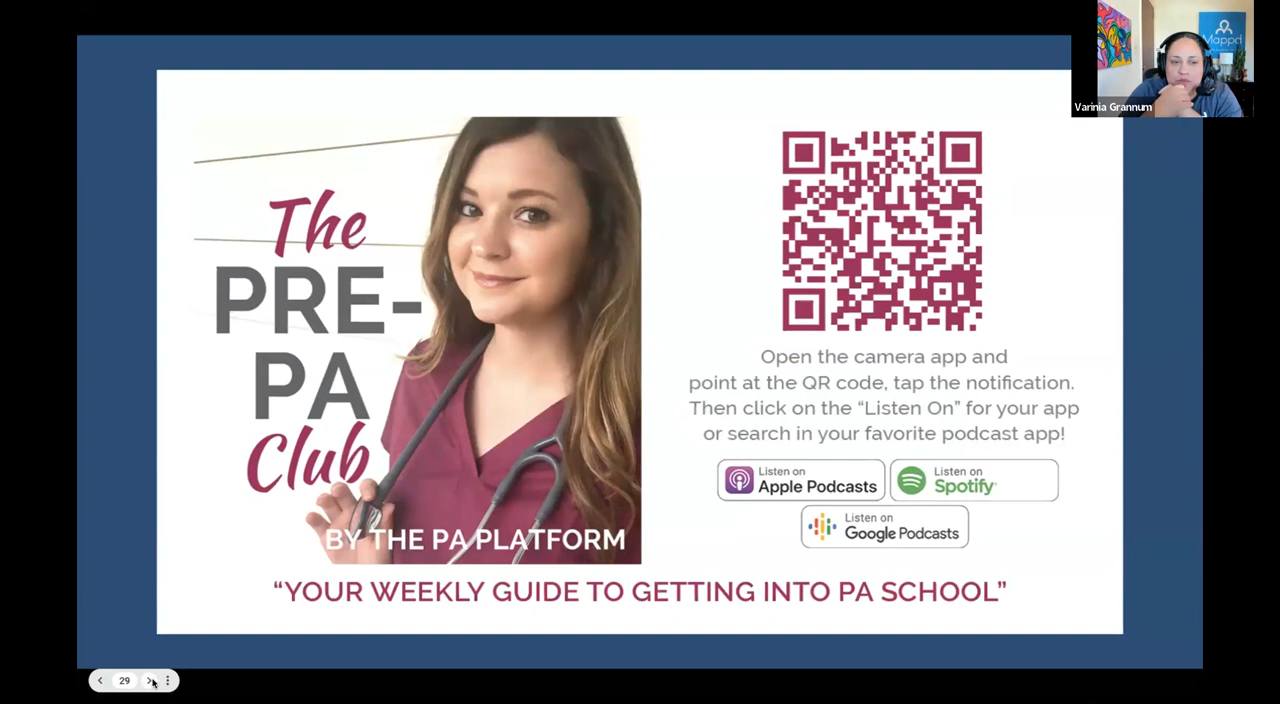 Mappd
Varinia Grannum
The
PRE-
PA
Club
BY THE PA PLATFORM
Open the camera app and
point at the QR code, tap the notification.
Then click on the “Listen On” for your app
or search in your favorite podcast app!
Listen on
Apple Podcasts
Listen on
Spotify
Listen on
Google Podcasts
“YOUR WEEKLY GUIDE TO GETTING INTO PA SCHOOL”
29